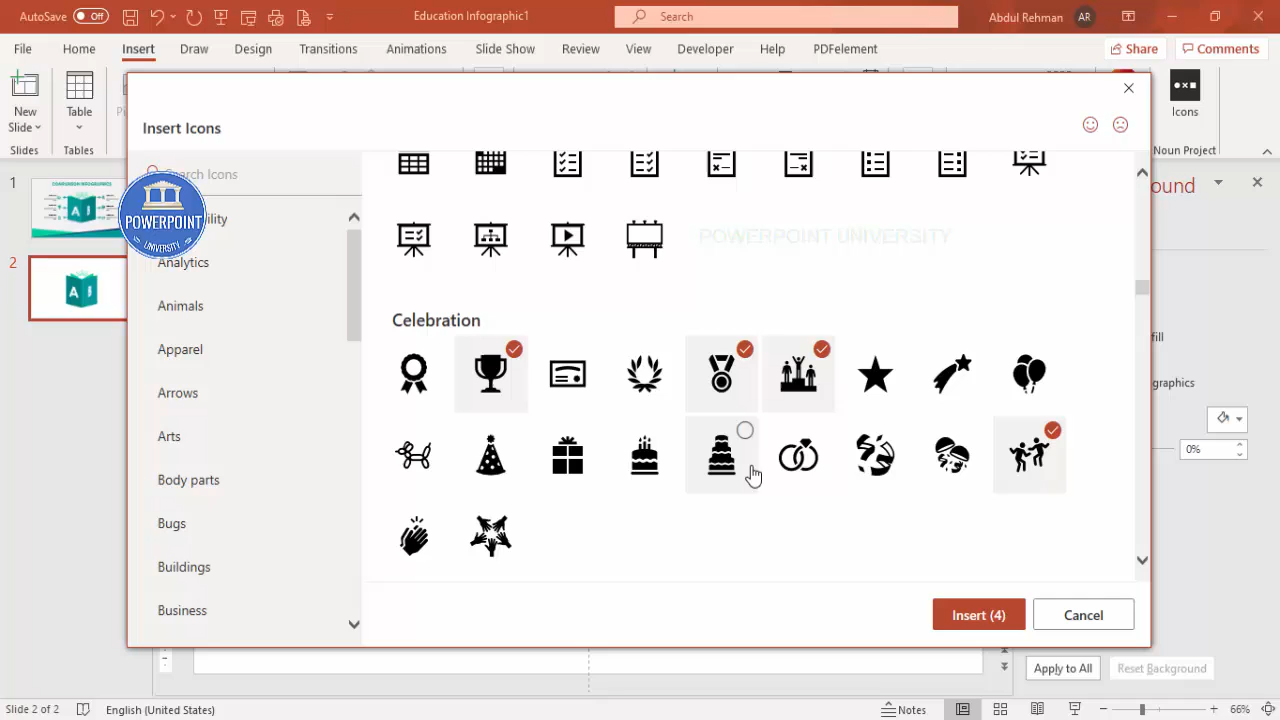 AutoSave Off
Education Infographic1
Search
Abdul Rehman AR
File Home Insert Draw Design Transitions Animations Slide Show Review View Developer Help PDFelement
Share Comments
New
Slide
Table
Icons
Slides
Tables
Noun Project
Insert Icons
Search Icons
Analytics
Animals
Apparel
Arrows
Arts
Body parts
Bugs
Buildings
Business
POWERPOINT
UNIVERSITY
POWERPOINT UNIVERSITY
Celebration
Insert (4) Cancel
1
2
A
0%
Apply to All Reset Background
Slide 2 of 2 English (United States)
Notes
66%